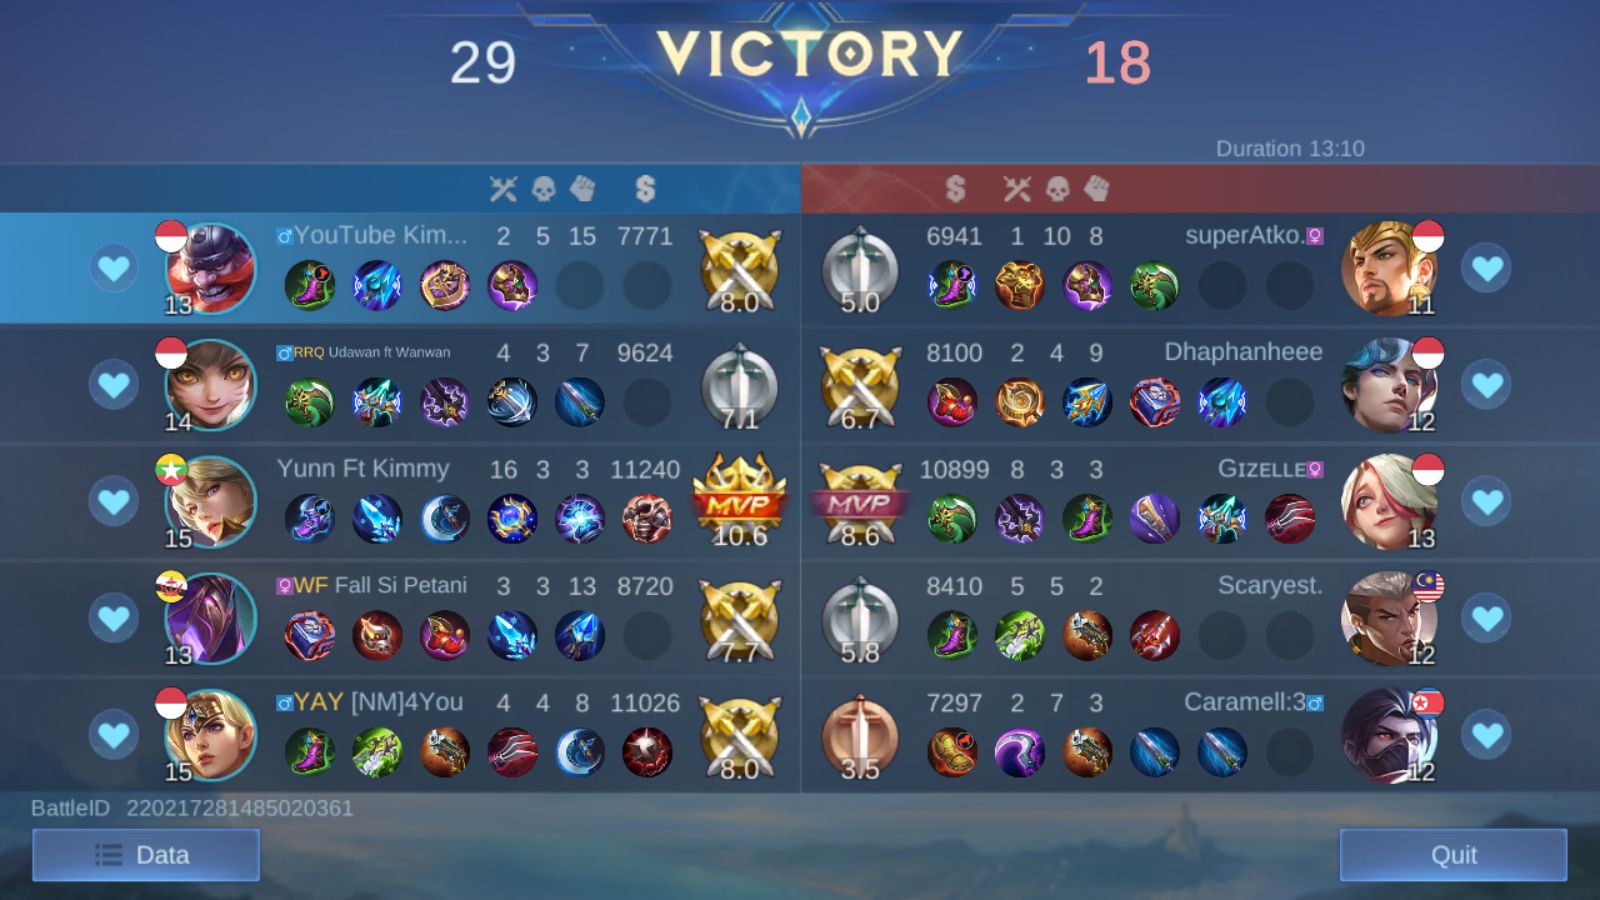 29 VICTORY 18
Duration 13:10
YouTube Kim... 2 5 15 7771
13 8.0
6941 1 10 8 superAtko.
5.0 11
RRQ Udawan ft Wanwan 4 3 7 9624
14 7.1
8100 2 4 9 Dhaphanheee
6.7 12
Yunn Ft Kimmy 16 3 3 11240
MVP
15 10.6
10899 8 3 3 GIZELLE
MVP
8.6 13
WF Fall Si Petani 3 3 13 8720
13 7.7
8410 5 5 2 Scaryest.
5.8 12
YAY [NM]4You 4 4 8 11026
15 8.0
7297 2 7 3 Caramell:3
3.5 12
BattleID 220217281485020361
Data
Quit